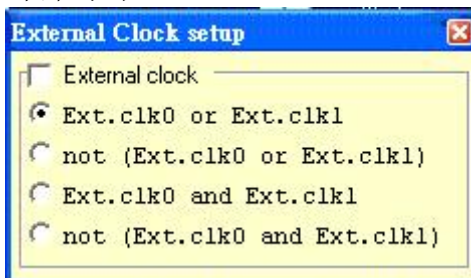 External Clock setup
External clock
Ext.clk0 or Ext.clk1
not (Ext.clk0 or Ext.clk1)
Ext.clk0 and Ext.clk1
not (Ext.clk0 and Ext.clk1)